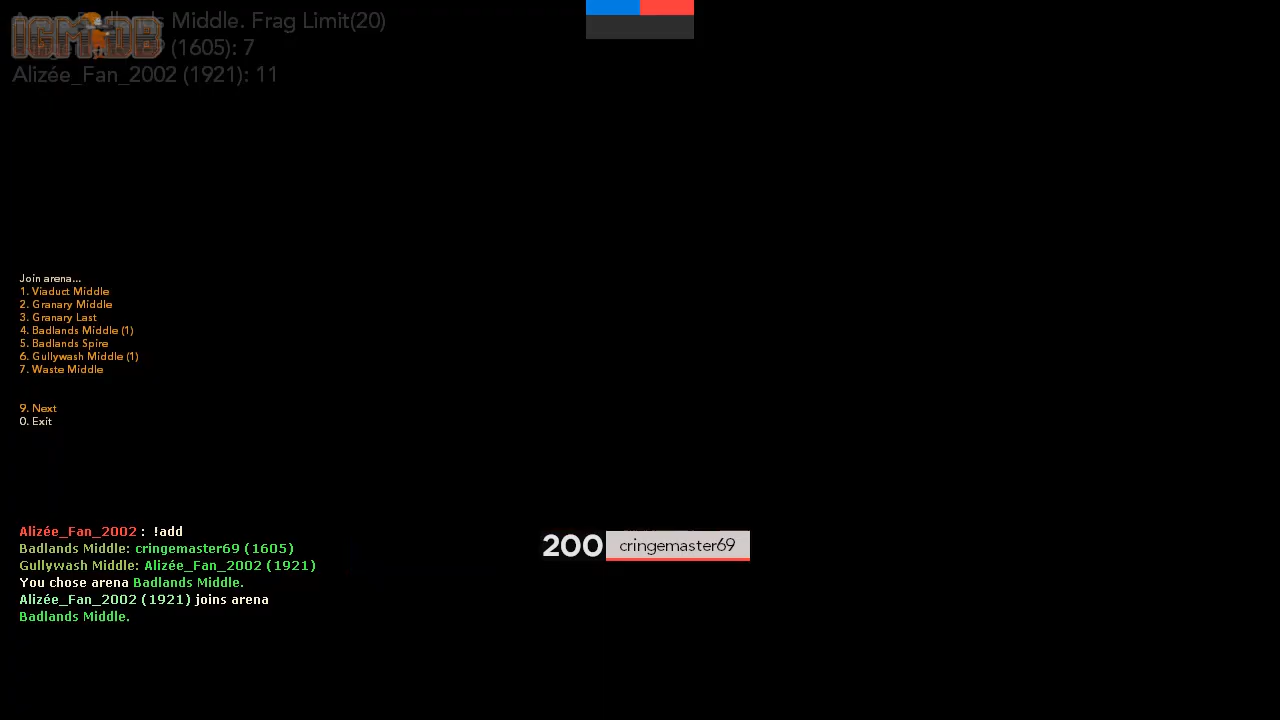 Middle. Frag Limit(20)
IGMDB
(1605): 7
Alizée_Fan_2002 (1921): 11
Join arena...
1. Viaduct Middle
2. Granary Middle
3. Granary Last
4. Badlands Middle (1)
5. Badlands Spire
6. Gullywash Middle (1)
7. Waste Middle
9. Next
0. Exit
Alizée_Fan_2002 : !add
Badlands Middle: cringemaster69 (1605)
Gullywash Middle: Alizée_Fan_2002 (1921)
You chose arena Badlands Middle.
Alizée_Fan_2002 (1921) joins arena
Badlands Middle.
200 cringemaster69